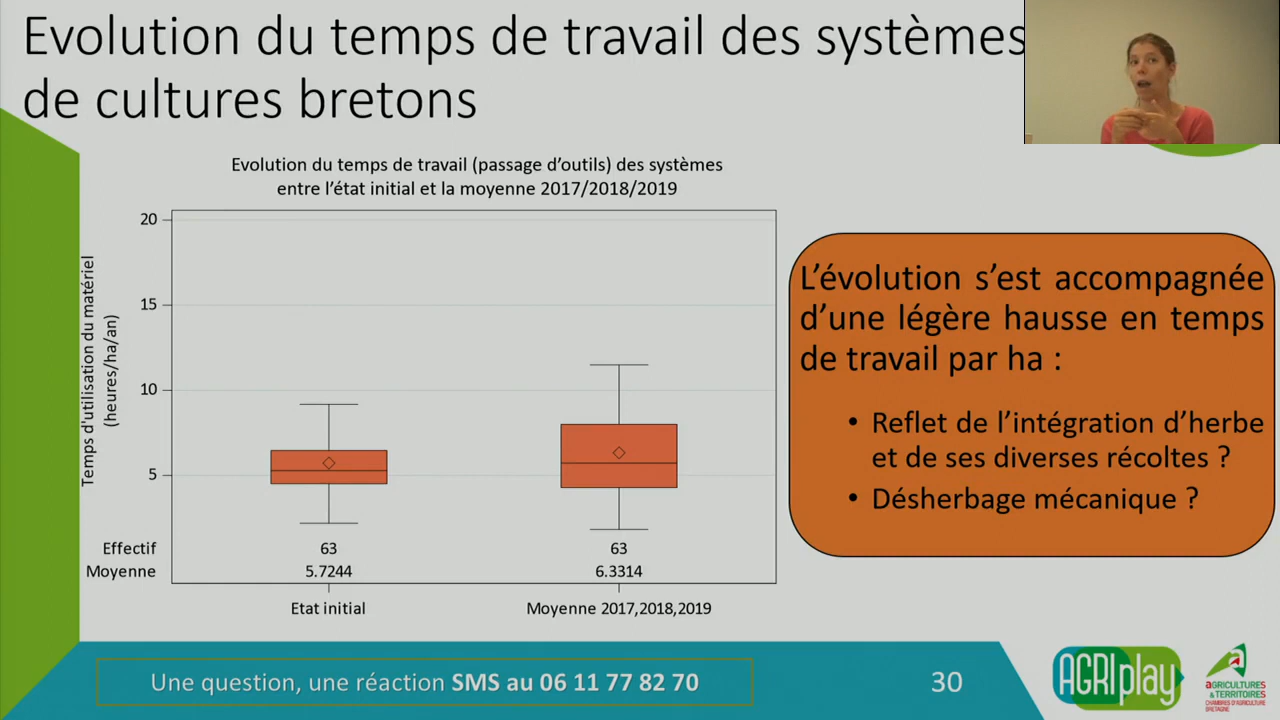 Evolution du temps de travail des systèmes
de cultures bretons
Evolution du temps de travail (passage d'outils) des systèmes
entre l'état initial et la moyenne 2017/2018/2019
Temps d'utilisation du matériel
(heures/ha/an)
20
15
10
5
Effectif 63 63
Moyenne 5.7244 6.3314
Etat initial Moyenne 2017,2018,2019
L'évolution s'est accompagnée
d'une légère hausse en temps
de travail par ha :
• Reflet de l'intégration d'herbe
et de ses diverses récoltes ?
• Désherbage mécanique ?
Une question, une réaction SMS au 06 11 77 82 70
30
AGRIplay
aGRICULTURES
& TERRITOIRES
CHAMBRES D'AGRICULTURE
BRETAGNE